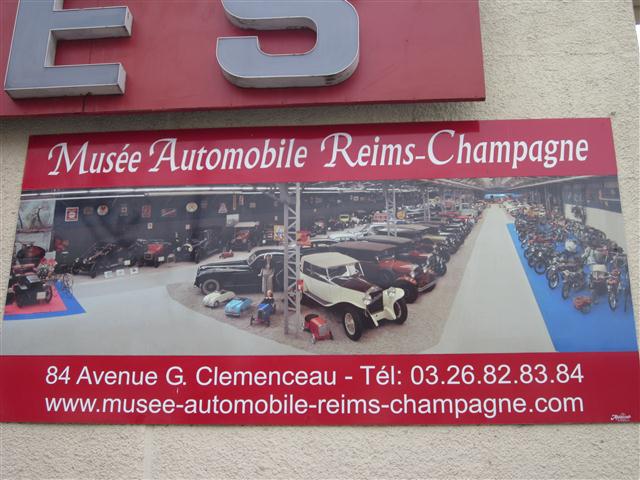 ES
Musée Automobile Reims-Champagne
84 Avenue G. Clemenceau - Tél: 03.26.82.83.84
www.musee-automobile-reims-champagne.com